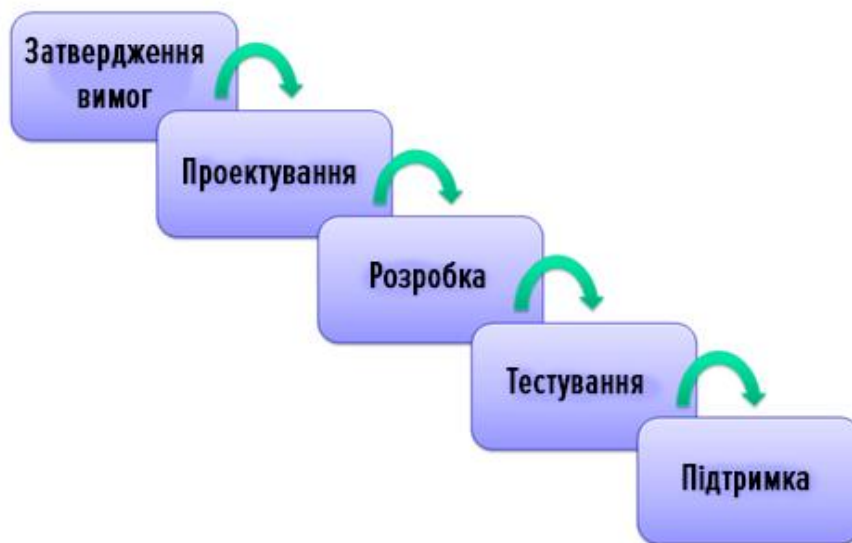 Затвердження
вимог
Проектування
Розробка
Тестування
Підтримка